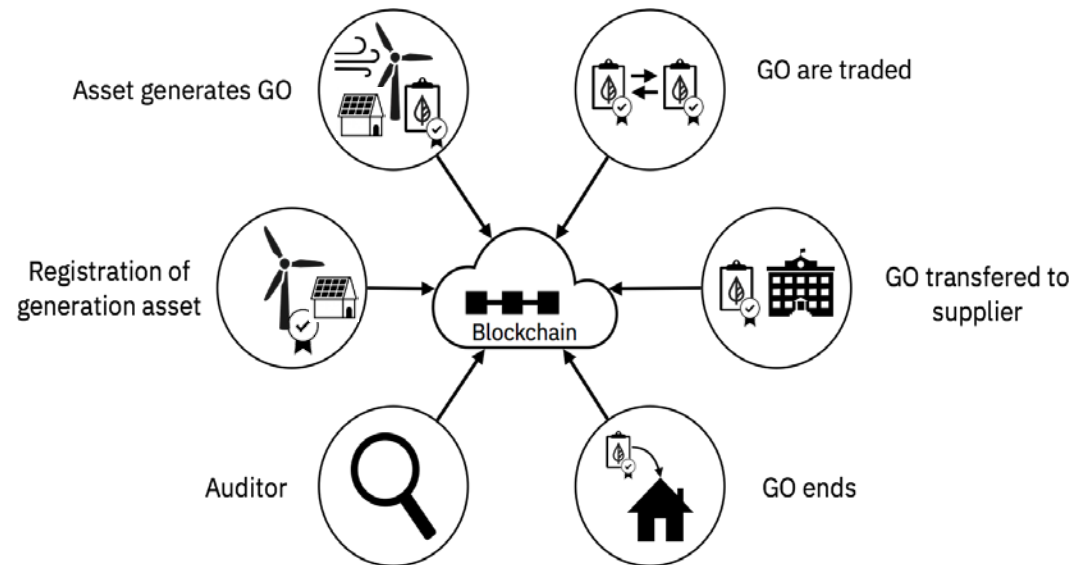 Asset generates GO
GO are traded
Registration of
generation asset
Blockchain
GO transfered to
supplier
Auditor
GO ends